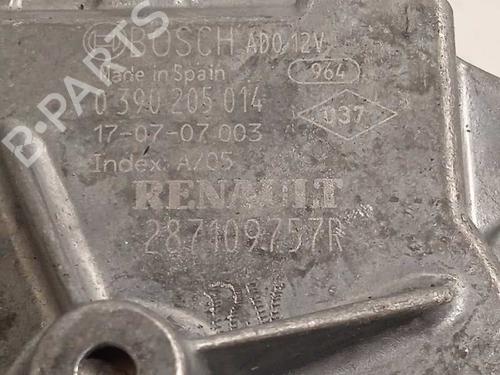 BOSCH ADO 12V
Made in Spain 964
0 390 205 014
037
17-07-07 003
Index: A/05
RENAULT
287109757R
B-PARTS